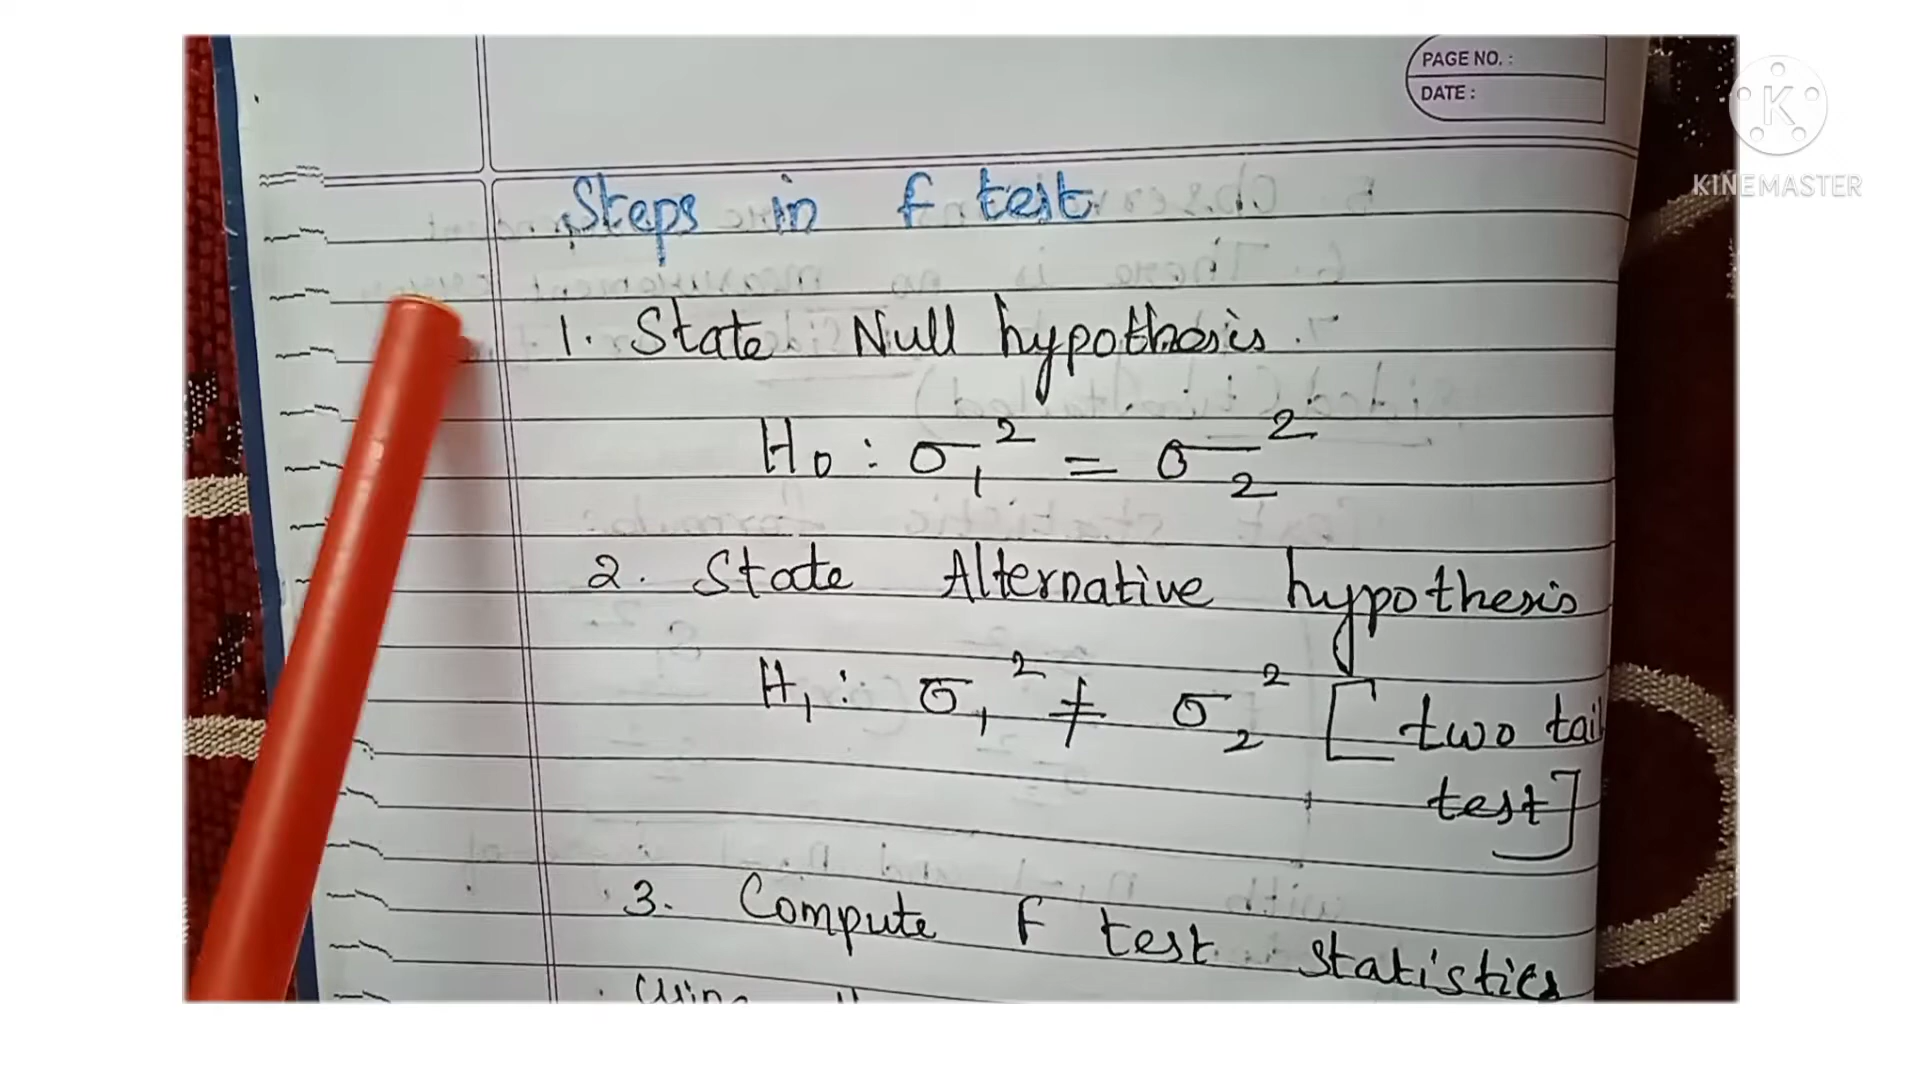 PAGE NO. :
DATE :
KINEMASTER
Steps in f test
1. State Null hypothesis.
H₀ : σ₁² = σ₂²
2. State Alternative hypothesis
H₁ : σ₁² ≠ σ₂² [ two tail
test]
3. Compute F test statistics